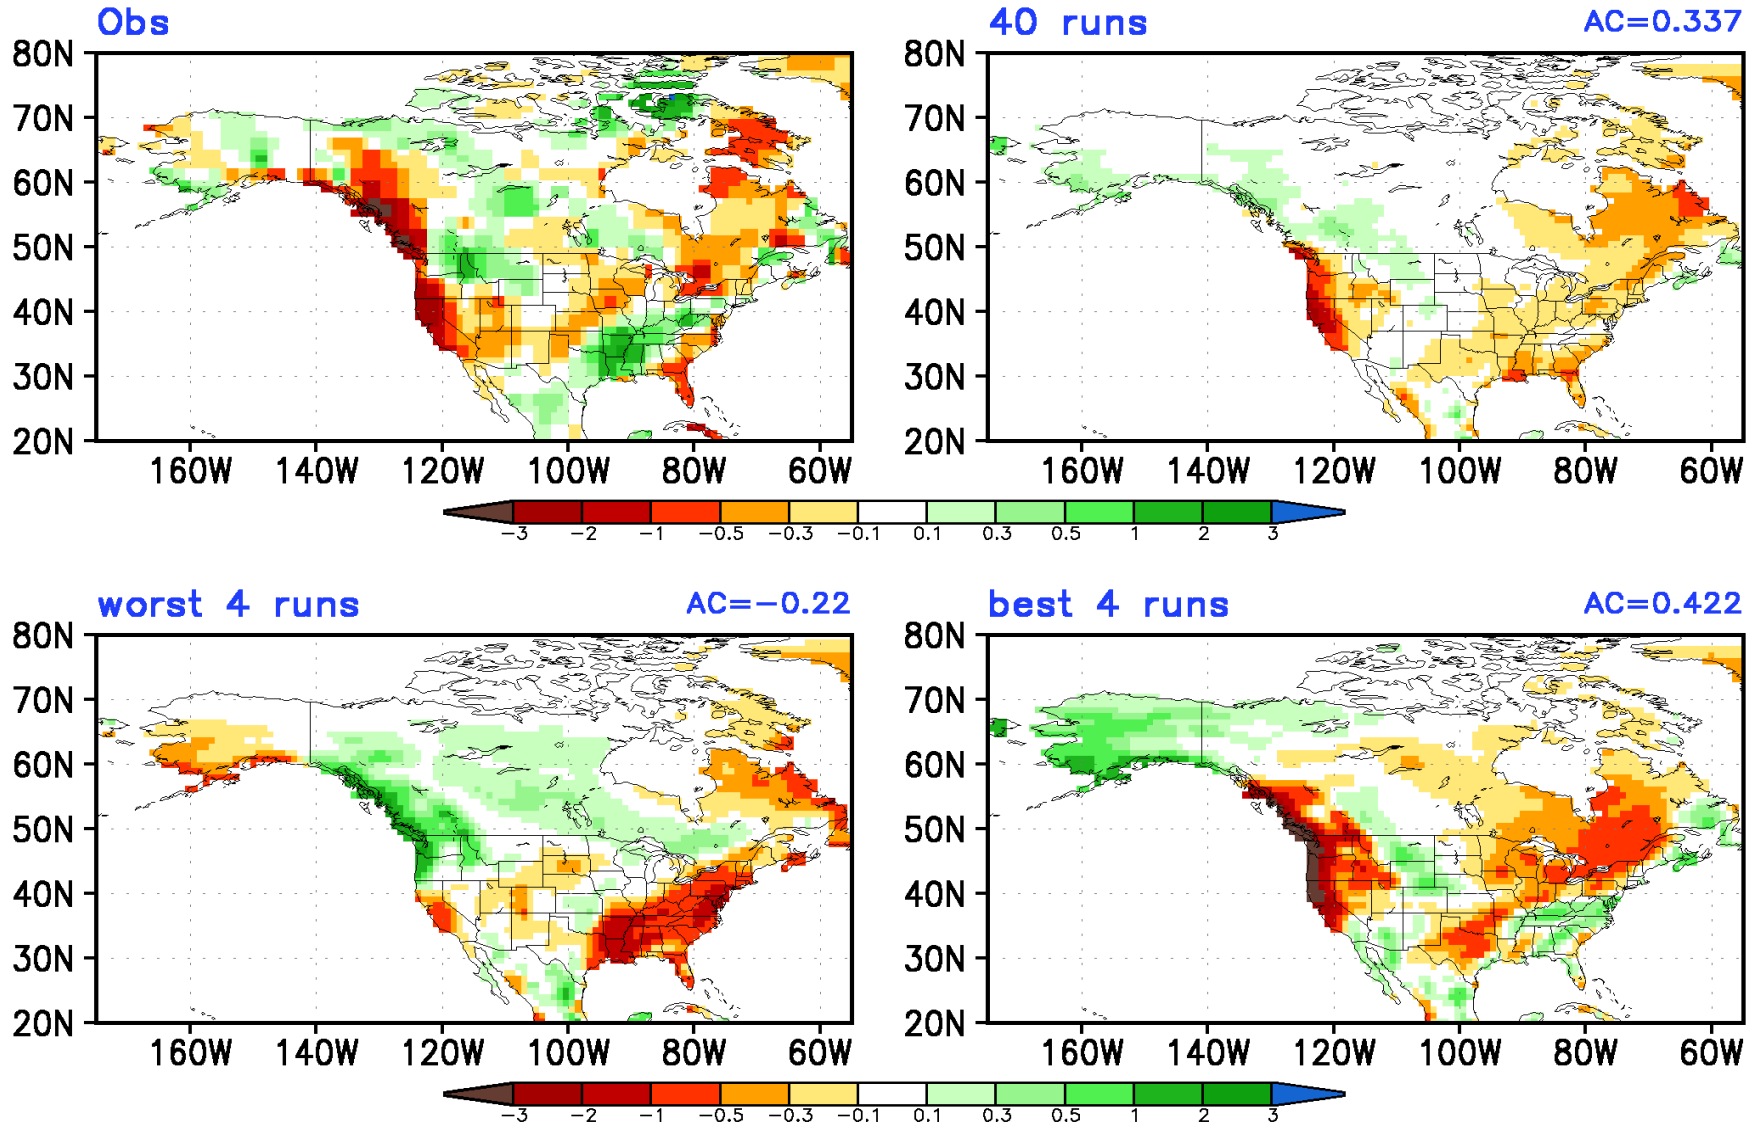 Obs
40 runs AC=0.337
80N 80N
70N 70N
60N 60N
50N 50N
40N 40N
30N 30N
20N 20N
160W 140W 120W 100W 80W 60W 160W 140W 120W 100W 80W 60W
-3 -2 -1 -0.5 -0.3 -0.1 0.1 0.3 0.5 1 2 3
worst 4 runs AC=-0.22
best 4 runs AC=0.422
80N 80N
70N 70N
60N 60N
50N 50N
40N 40N
30N 30N
20N 20N
160W 140W 120W 100W 80W 60W 160W 140W 120W 100W 80W 60W
-3 -2 -1 -0.5 -0.3 -0.1 0.1 0.3 0.5 1 2 3